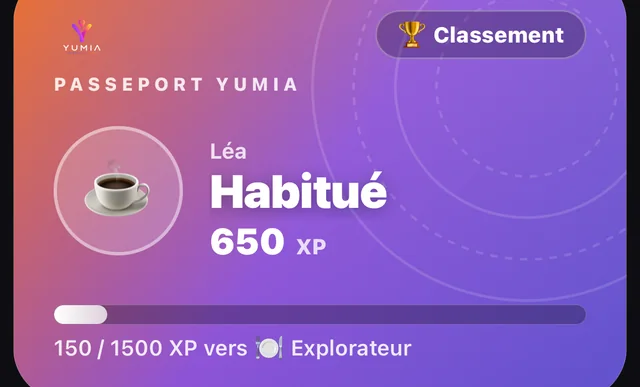 YUMIA
🏆 Classement
PASSEPORT YUMIA
Léa
Habitué
650 XP
150 / 1500 XP vers 🍽️ Explorateur